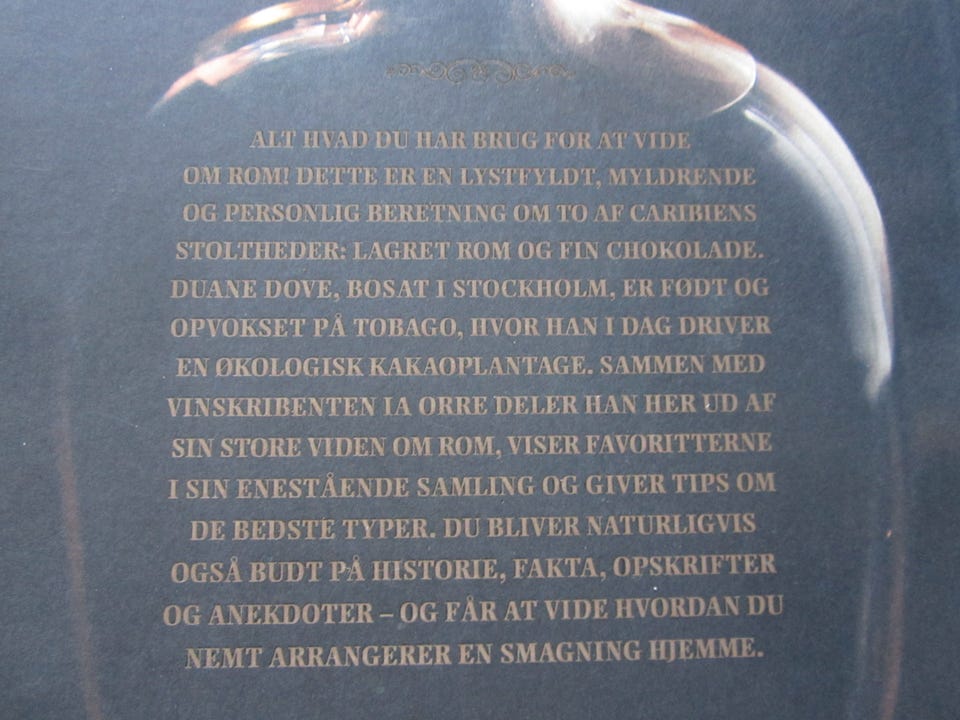 ALT HVAD DU HAR BRUG FOR AT VIDE
OM ROM! DETTE ER EN LYSTFYLDT, MYLDRENDE
OG PERSONLIG BERETNING OM TO AF CARIBIENS
STOLTHEDER: LAGRET ROM OG FIN CHOKOLADE.
DUANE DOVE, BOSAT I STOCKHOLM, ER FØDT OG
OPVOKSET PÅ TOBAGO, HVOR HAN I DAG DRIVER
EN ØKOLOGISK KAKAOPLANTAGE. SAMMEN MED
VINSKRIBENTEN IA ORRE DELER HAN HER UD AF
SIN STORE VIDEN OM ROM, VISER FAVORITTERNE
I SIN ENESTÅENDE SAMLING OG GIVER TIPS OM
DE BEDSTE TYPER. DU BLIVER NATURLIGVIS
OGSÅ BUDT PÅ HISTORIE, FAKTA, OPSKRIFTER
OG ANEKDOTER – OG FÅR AT VIDE HVORDAN DU
NEMT ARRANGERER EN SMAGNING HJEMME.